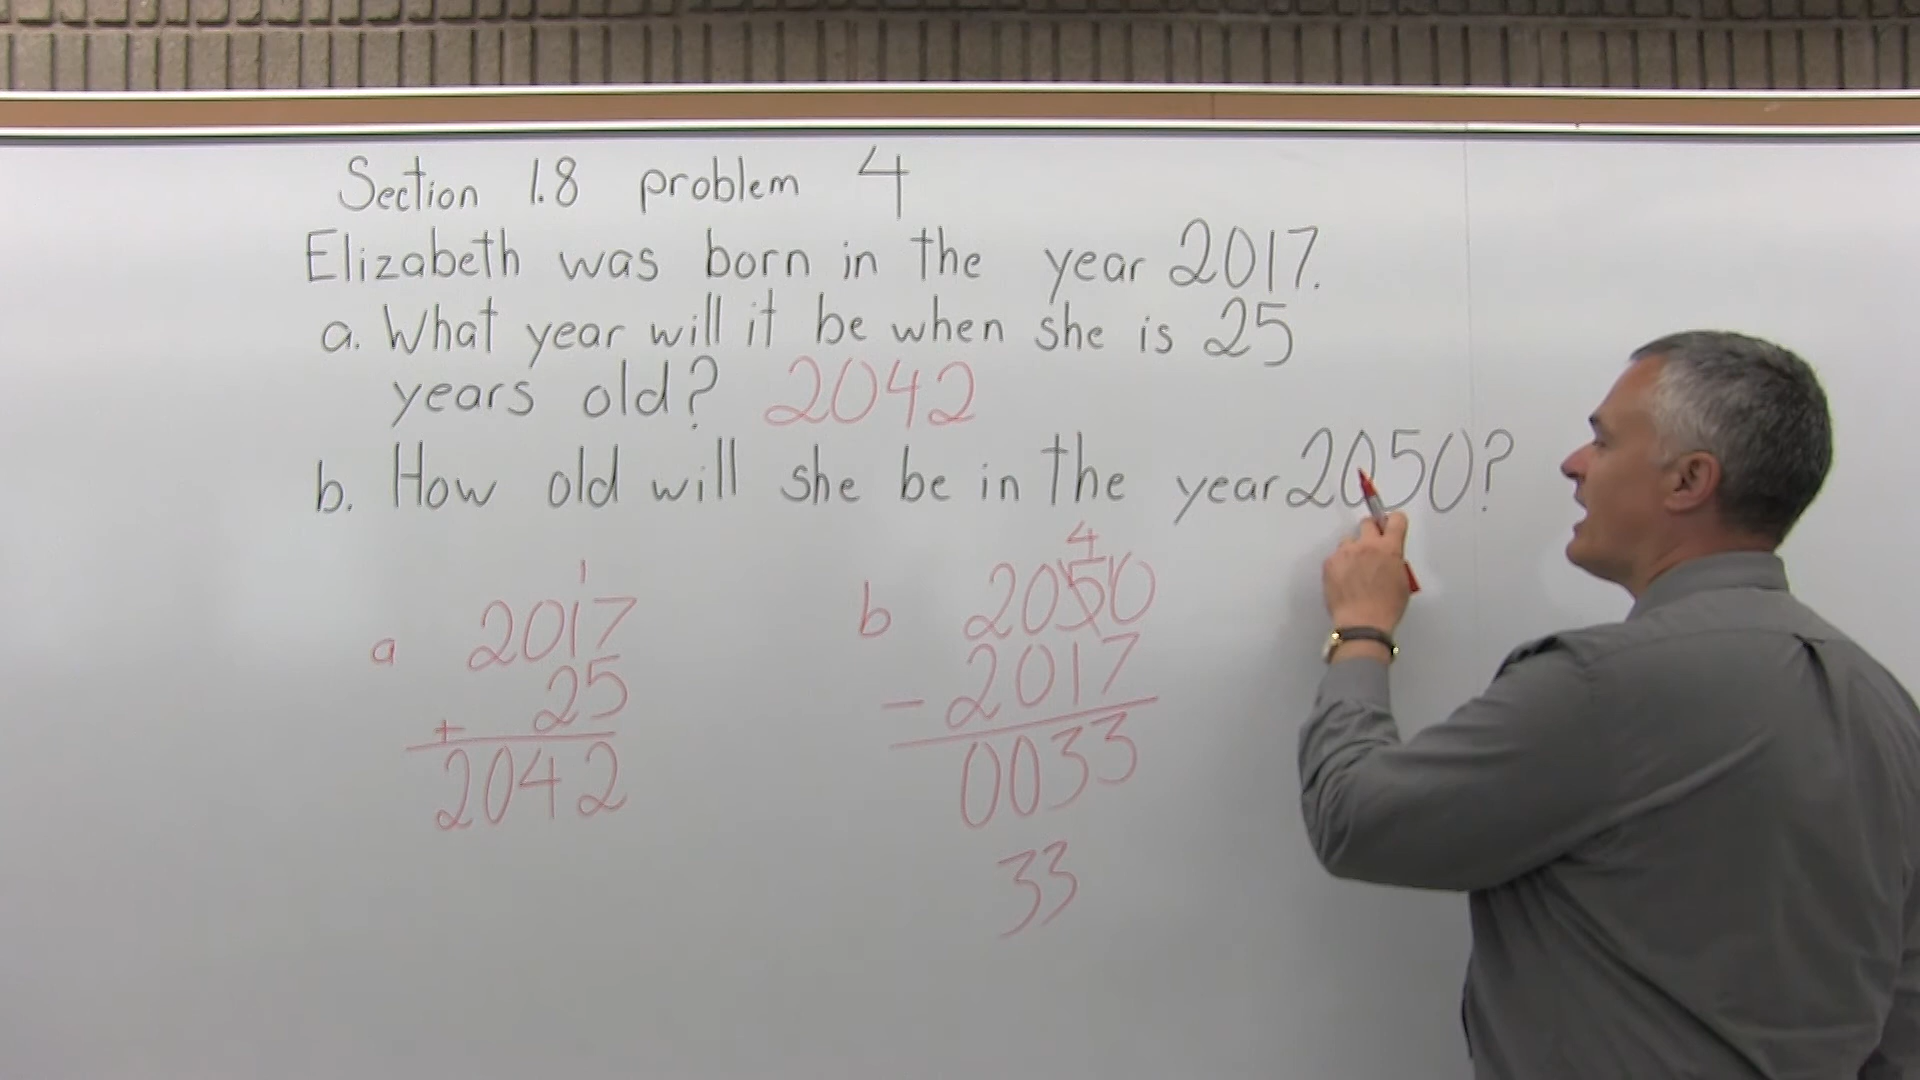 Section 1.8 problem 4
Elizabeth was born in the year 2017.
a. What year will it be when she is 25
years old? 2042
b. How old will she be in the year 2050?
1
a 2017
+ 25
2042
4
b 2050
- 2017
0033
33